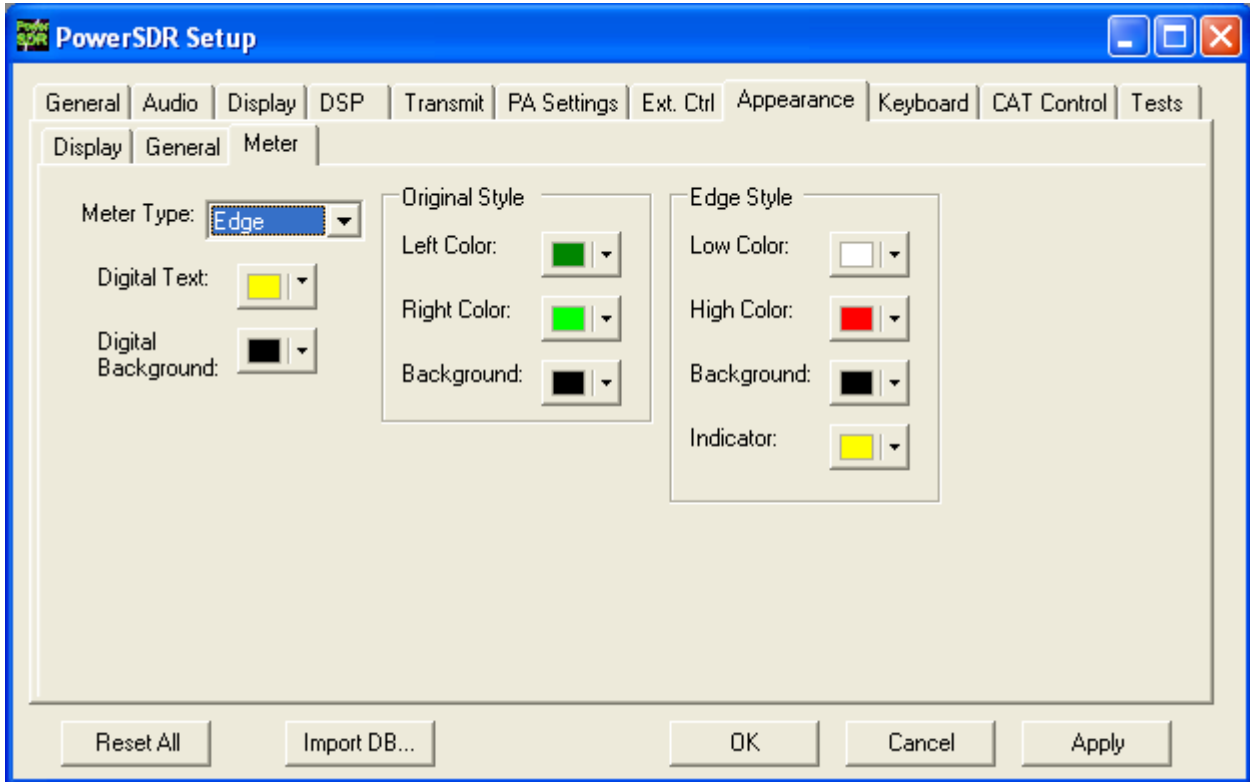 PowerSDR Setup
General Audio Display DSP Transmit PA Settings Ext. Ctrl Appearance Keyboard CAT Control Tests
Display General Meter
Meter Type: Edge
Digital Text:
Digital
Background:
Original Style
Left Color:
Right Color:
Background:
Edge Style
Low Color:
High Color:
Background:
Indicator:
Reset All Import DB... OK Cancel Apply